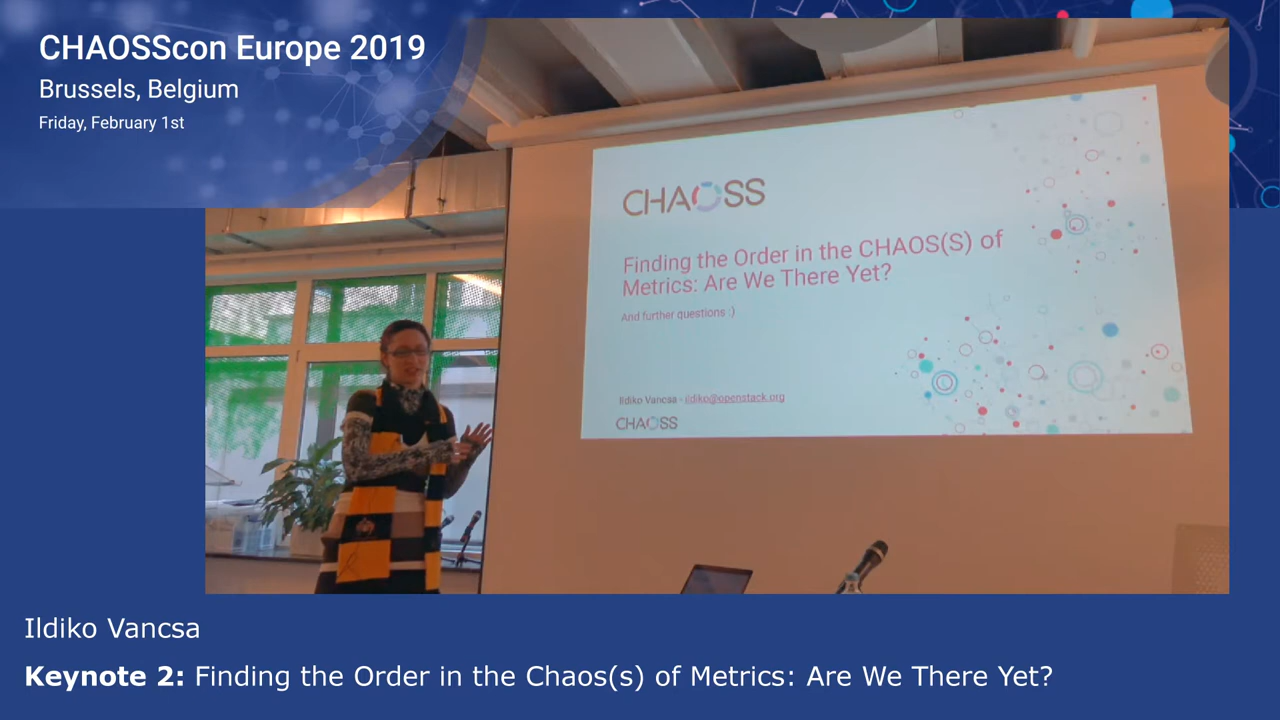 CHAOSScon Europe 2019
Brussels, Belgium
Friday, February 1st
CHAOSS
Finding the Order in the CHAOS(S) of
Metrics: Are We There Yet?
And further questions :)
Ildiko Vancsa - ildiko@openstack.org
CHAOSS
Ildiko Vancsa
Keynote 2: Finding the Order in the Chaos(s) of Metrics: Are We There Yet?